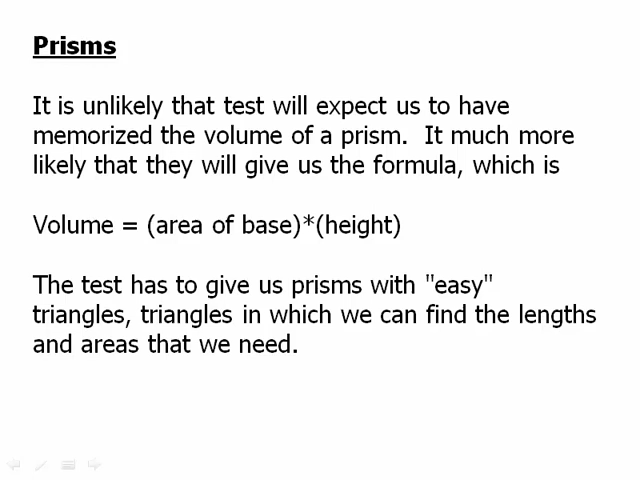 Prisms
It is unlikely that test will expect us to have
memorized the volume of a prism.  It much more
likely that they will give us the formula, which is
Volume = (area of base)*(height)
The test has to give us prisms with "easy"
triangles, triangles in which we can find the lengths
and areas that we need.